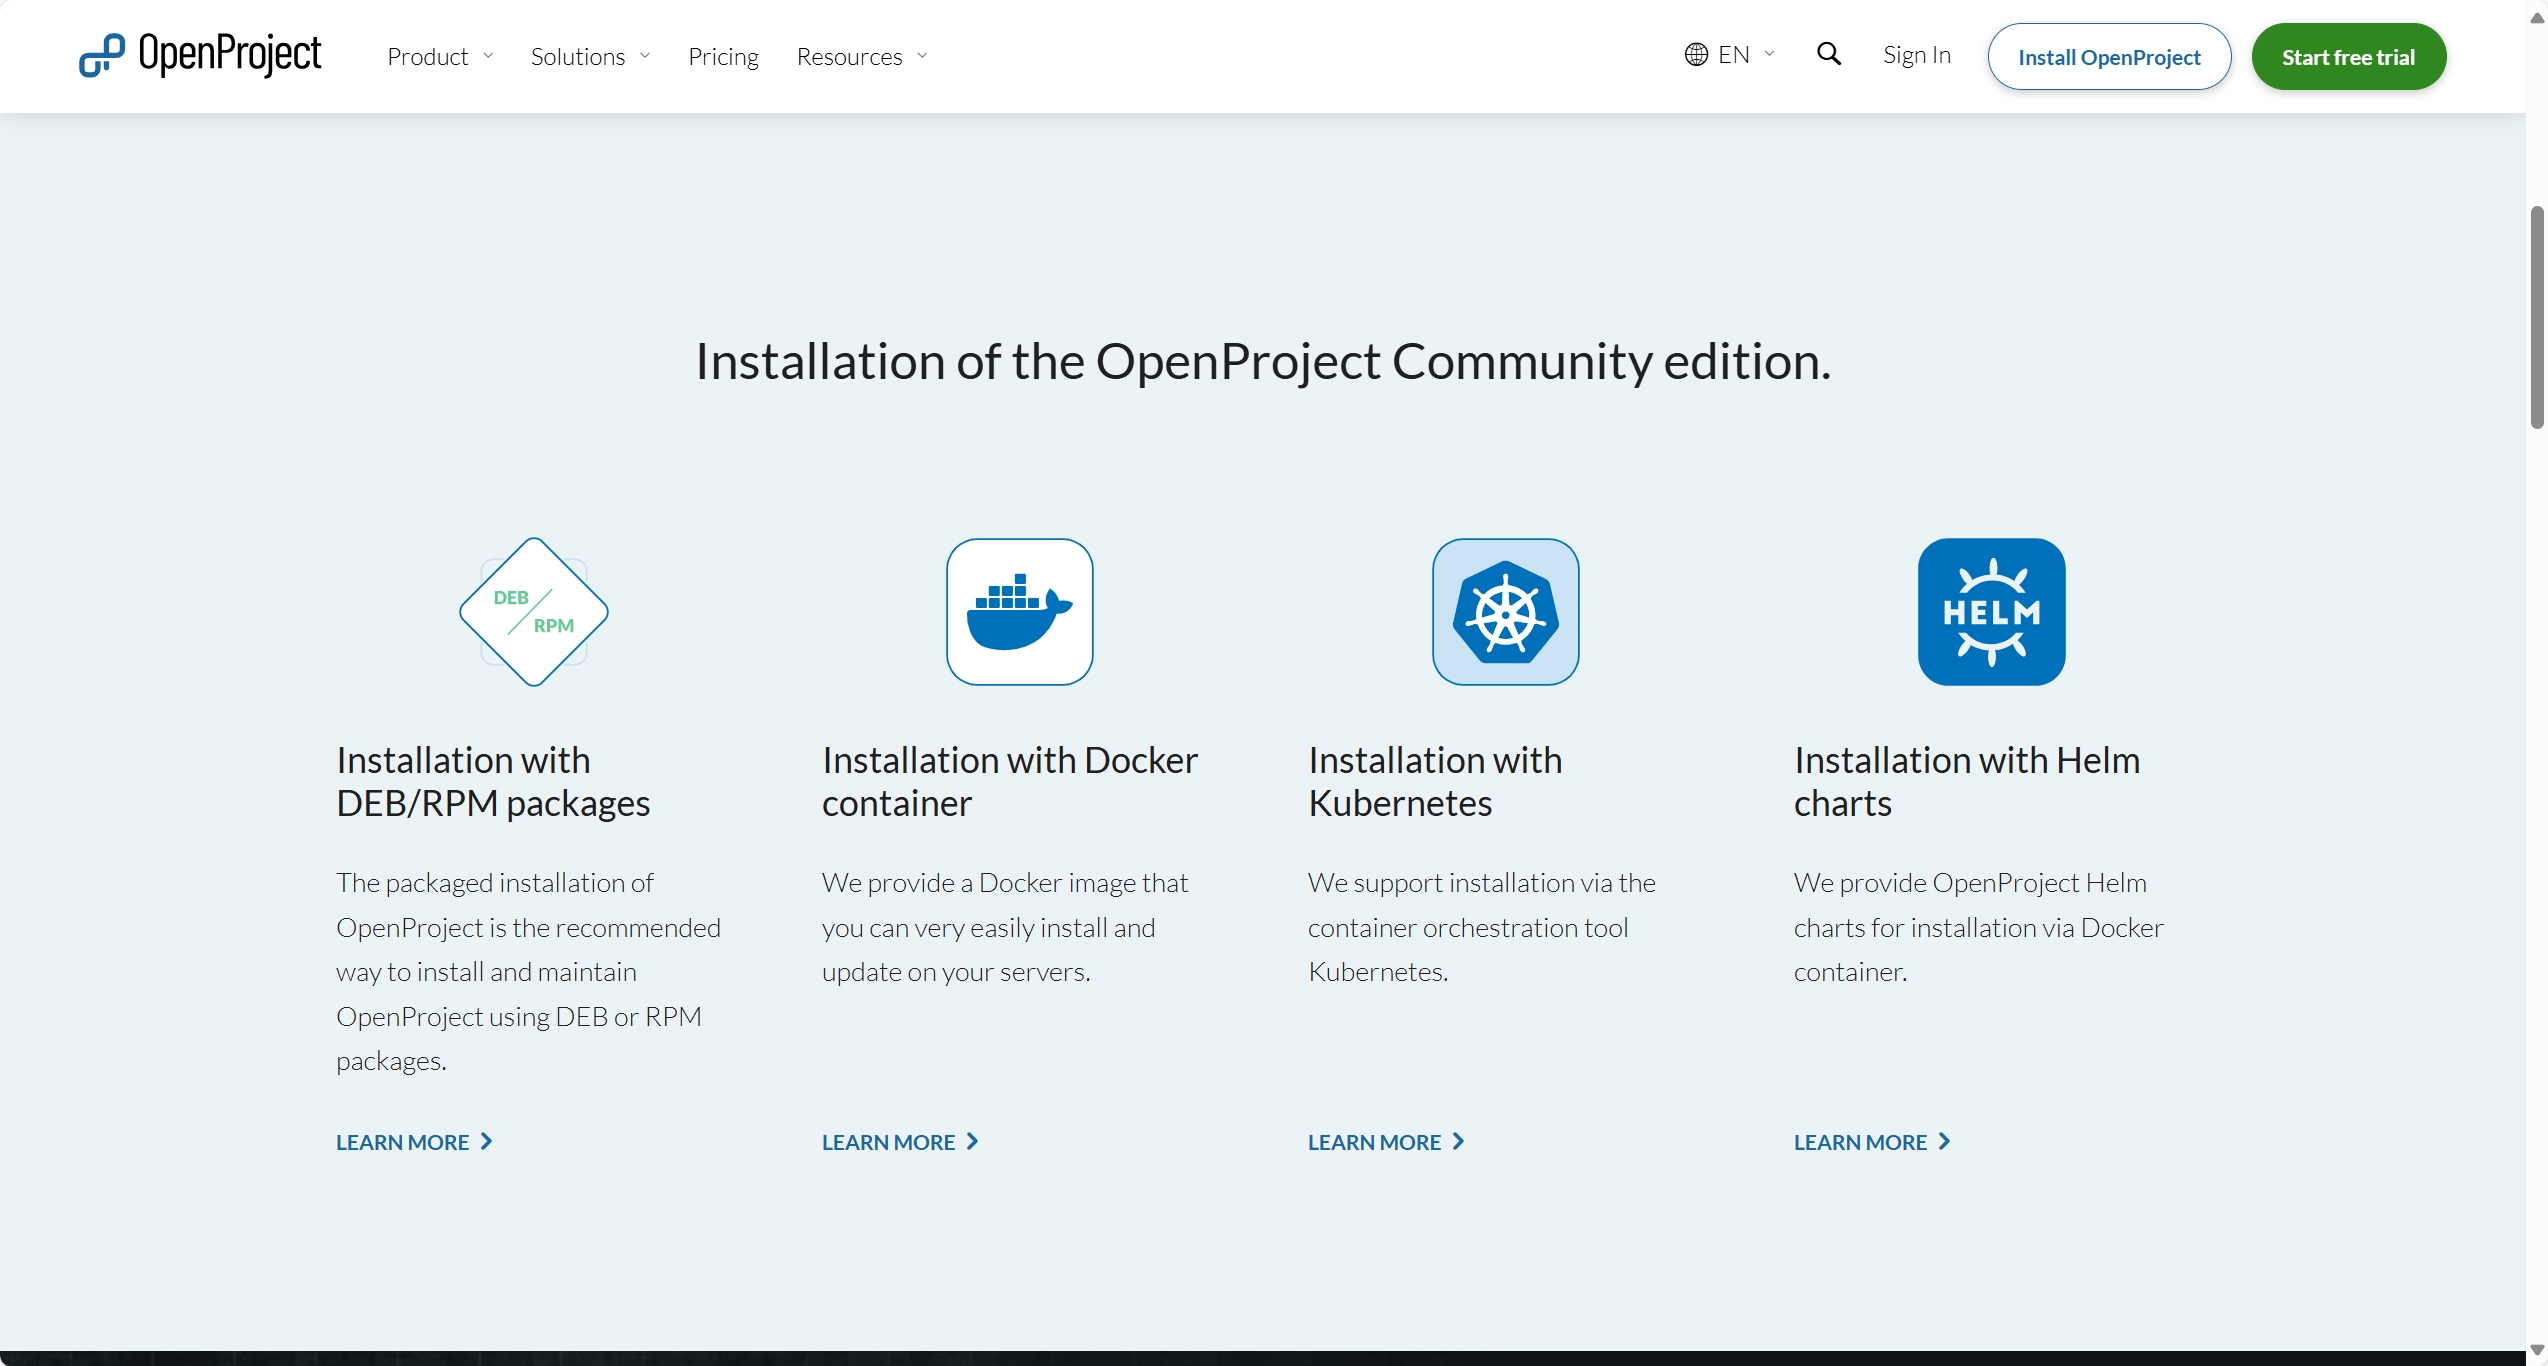 OpenProject
Product
Solutions
Pricing
Resources
EN
Sign In
Install OpenProject
Start free trial
Installation of the OpenProject Community edition.
DEB
RPM
HELM
Installation with
DEB/RPM packages
The packaged installation of
OpenProject is the recommended
way to install and maintain
OpenProject using DEB or RPM
packages.
LEARN MORE
Installation with Docker
container
We provide a Docker image that
you can very easily install and
update on your servers.
LEARN MORE
Installation with
Kubernetes
We support installation via the
container orchestration tool
Kubernetes.
LEARN MORE
Installation with Helm
charts
We provide OpenProject Helm
charts for installation via Docker
container.
LEARN MORE